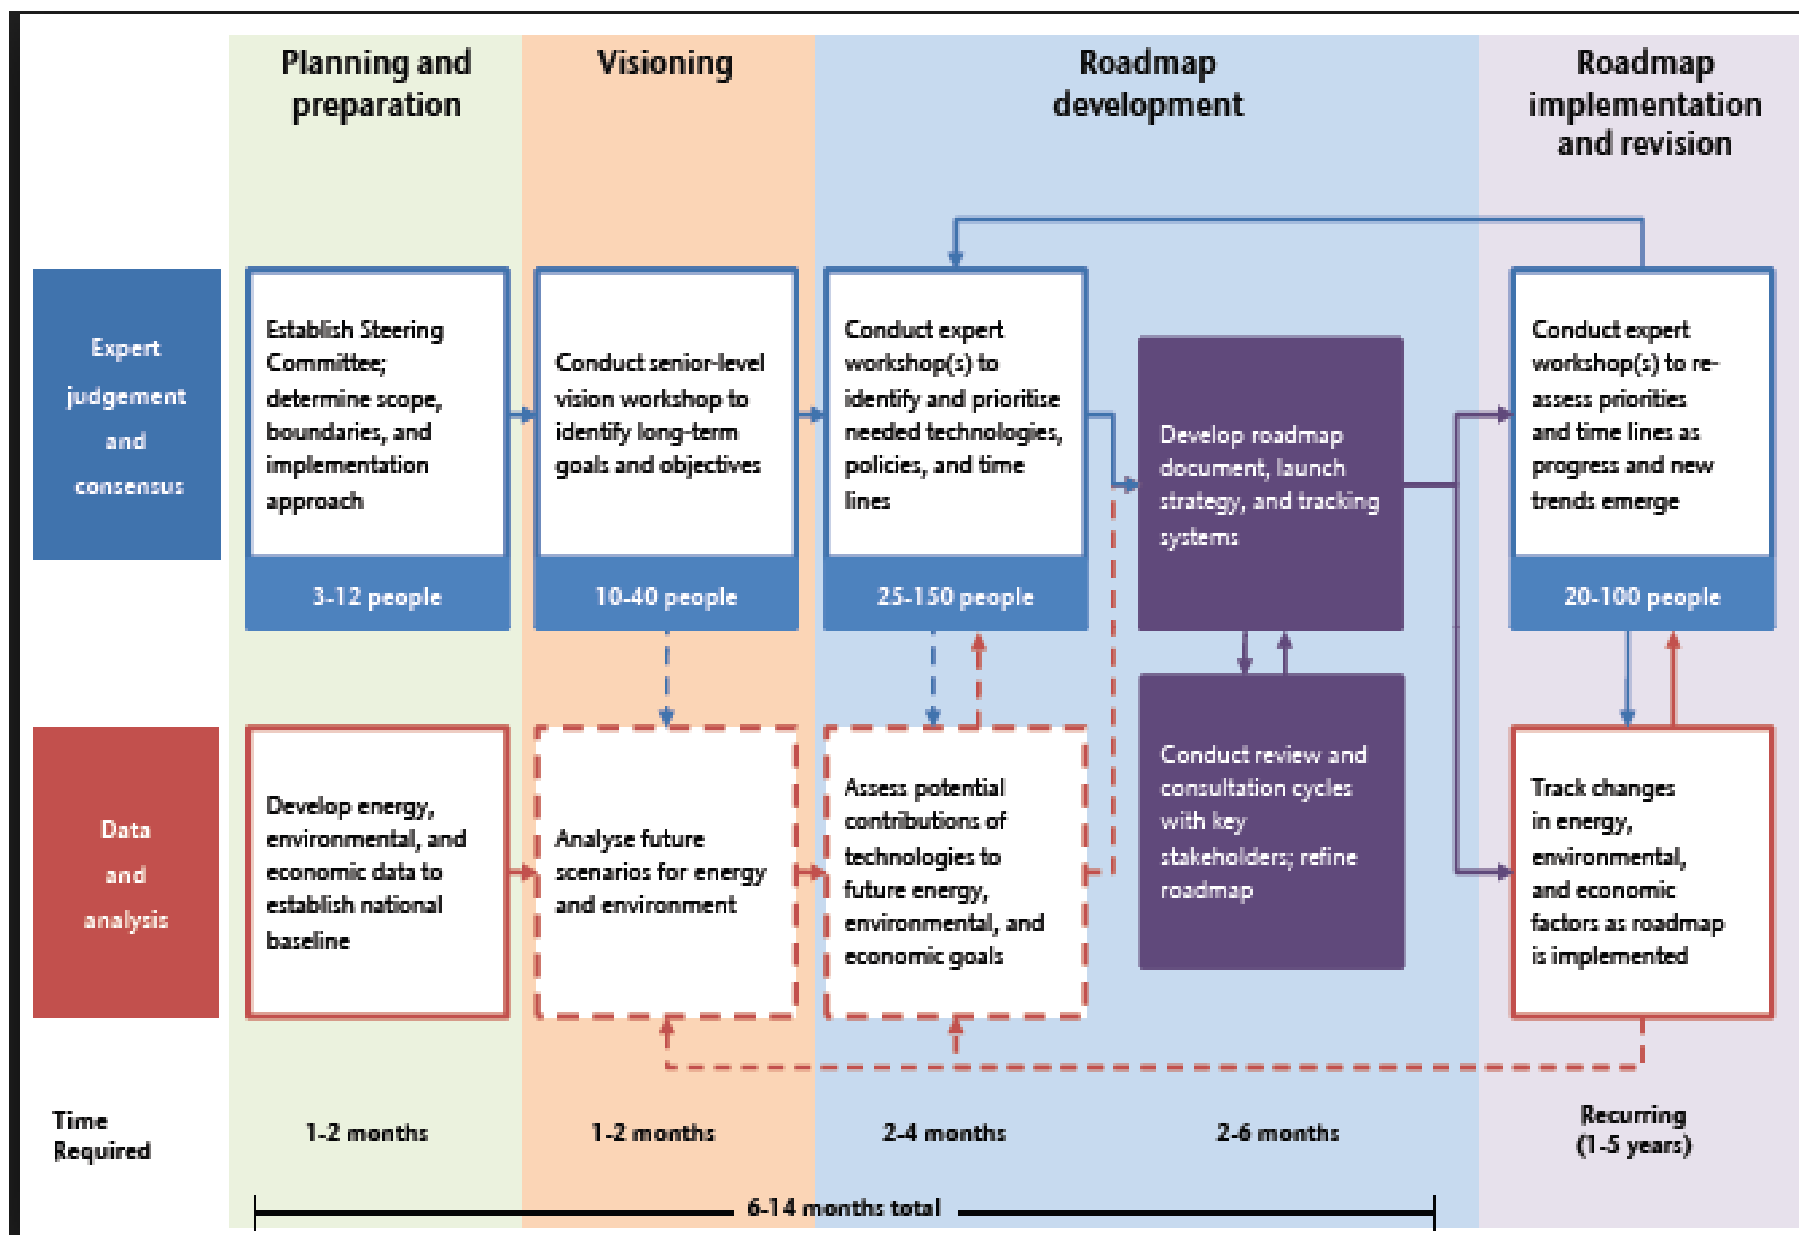 Planning and
preparation
Visioning
Roadmap
development
Roadmap
implementation
and revision
Expert
judgement
and
consensus
Establish Steering
Committee;
determine scope,
boundaries, and
implementation
approach
3-12 people
Conduct senior-level
vision workshop to
identify long-term
goals and objectives
10-40 people
Conduct expert
workshop(s) to
identify and prioritise
needed technologies,
policies, and time
lines
25-150 people
Develop roadmap
document, launch
strategy, and tracking
systems
Conduct expert
workshop(s) to re-
assess priorities
and time lines as
progress and new
trends emerge
20-100 people
Data
and
analysis
Develop energy,
environmental, and
economic data to
establish national
baseline
Analyse future
scenarios for energy
and environment
Assess potential
contributions of
technologies to
future energy,
environmental, and
economic goals
Conduct review and
consultation cycles
with key
stakeholders; refine
roadmap
Track changes
in energy,
environmental,
and economic
factors as roadmap
is implemented
Time
Required
1-2 months
1-2 months
2-4 months
2-6 months
Recurring
(1-5 years)
6-14 months total